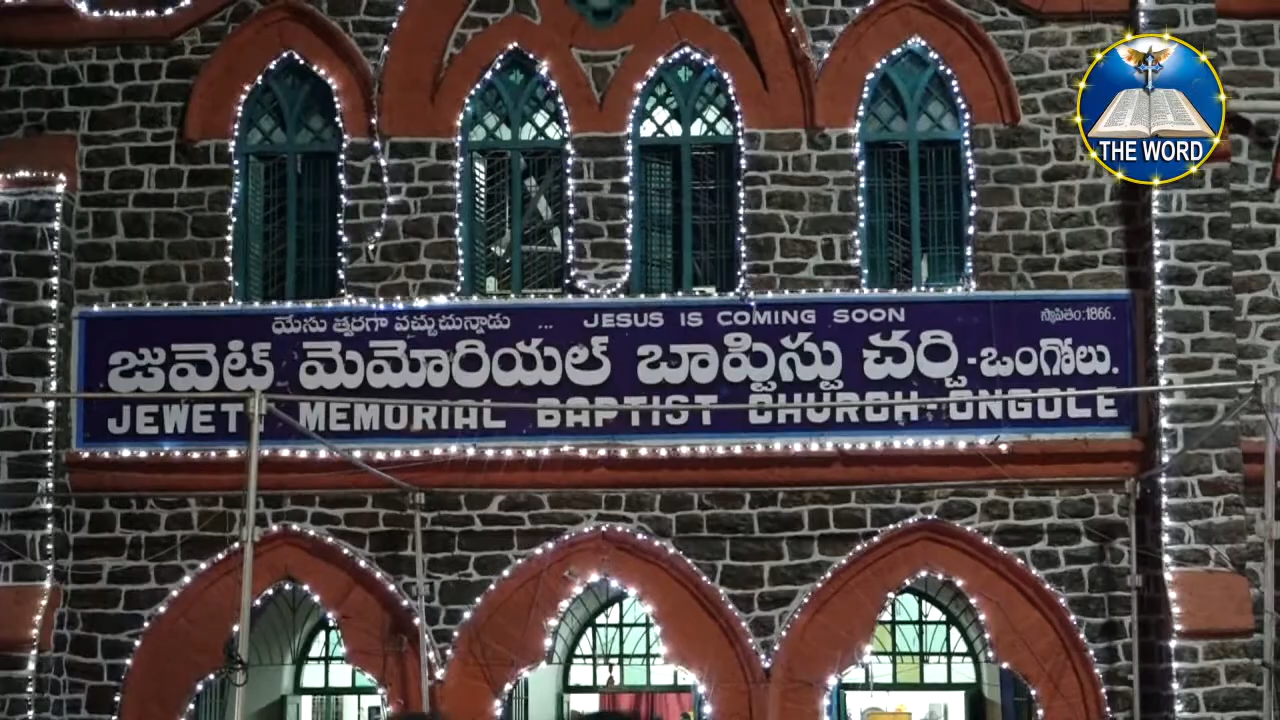 యేసు త్వరగా వచ్చుచున్నాడు ... JESUS IS COMING SOON స్థాపితం:1866.
జువెట్ మెమోరియల్ బాప్టిస్టు చర్చి-ఒంగోలు.
JEWETT MEMORIAL BAPTIST CHURCH-ONGOLE
THE WORD